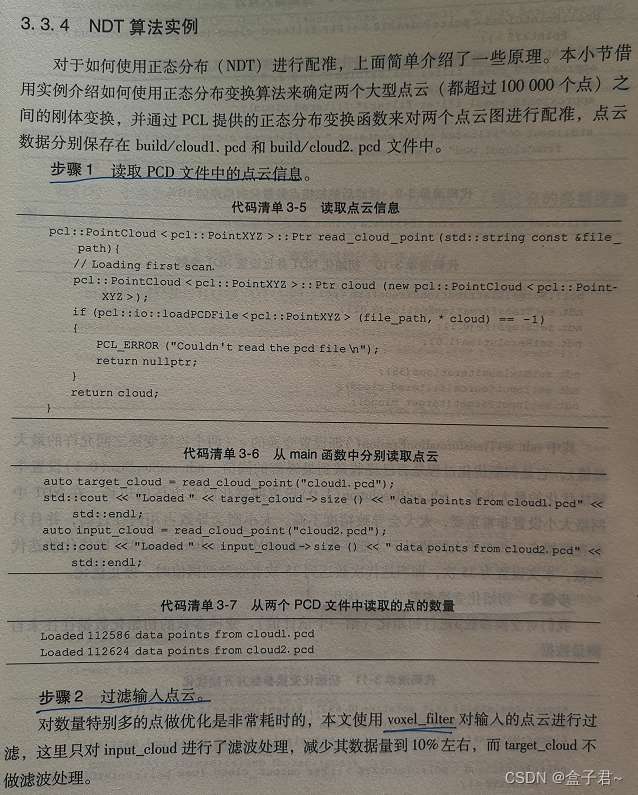 3.3.4 NDT 算法实例
对于如何使用正态分布（NDT）进行配准，上面简单介绍了一些原理。本小节借
用实例介绍如何使用正态分布变换算法来确定两个大型点云（都超过100 000 个点）之
间的刚体变换，并通过 PCL 提供的正态分布变换函数来对两个点云图进行配准，点云
数据分别保存在 build/cloud1. pcd 和 build/cloud2. pcd 文件中。
步骤 1 读取 PCD 文件中的点云信息。
代码清单 3-5 读取点云信息
pcl::PointCloud<pcl::PointXYZ>::Ptr read_cloud_point(std::string const &file_
path){
// Loading first scan.
pcl::PointCloud<pcl::PointXYZ>::Ptr cloud (new pcl::PointCloud<pcl::Point-
XYZ>);
if (pcl::io::loadPCDFile<pcl::PointXYZ> (file_path, * cloud) == -1)
{
PCL_ERROR ("Couldn't read the pcd file \n");
return nullptr;
}
return cloud;
}
代码清单 3-6 从 main 函数中分别读取点云
auto target_cloud = read_cloud_point("cloud1.pcd");
std::cout << "Loaded " << target_cloud->size () << " data points from cloud1.pcd" <<
std::endl;
auto input_cloud = read_cloud_point("cloud2.pcd");
std::cout << "Loaded " << input_cloud->size () << " data points from cloud2.pcd" <<
std::endl;
代码清单 3-7 从两个 PCD 文件中读取的点的数量
Loaded 112586 data points from cloud1.pcd
Loaded 112624 data points from cloud2.pcd
步骤 2 过滤输入点云。
对数量特别多的点做优化是非常耗时的，本文使用 voxel_filter 对输入的点云进行过
滤，这里只对 input_cloud 进行了滤波处理，减少其数据量到 10% 左右，而 target_cloud 不
做滤波处理。
CSDN @盒子君~